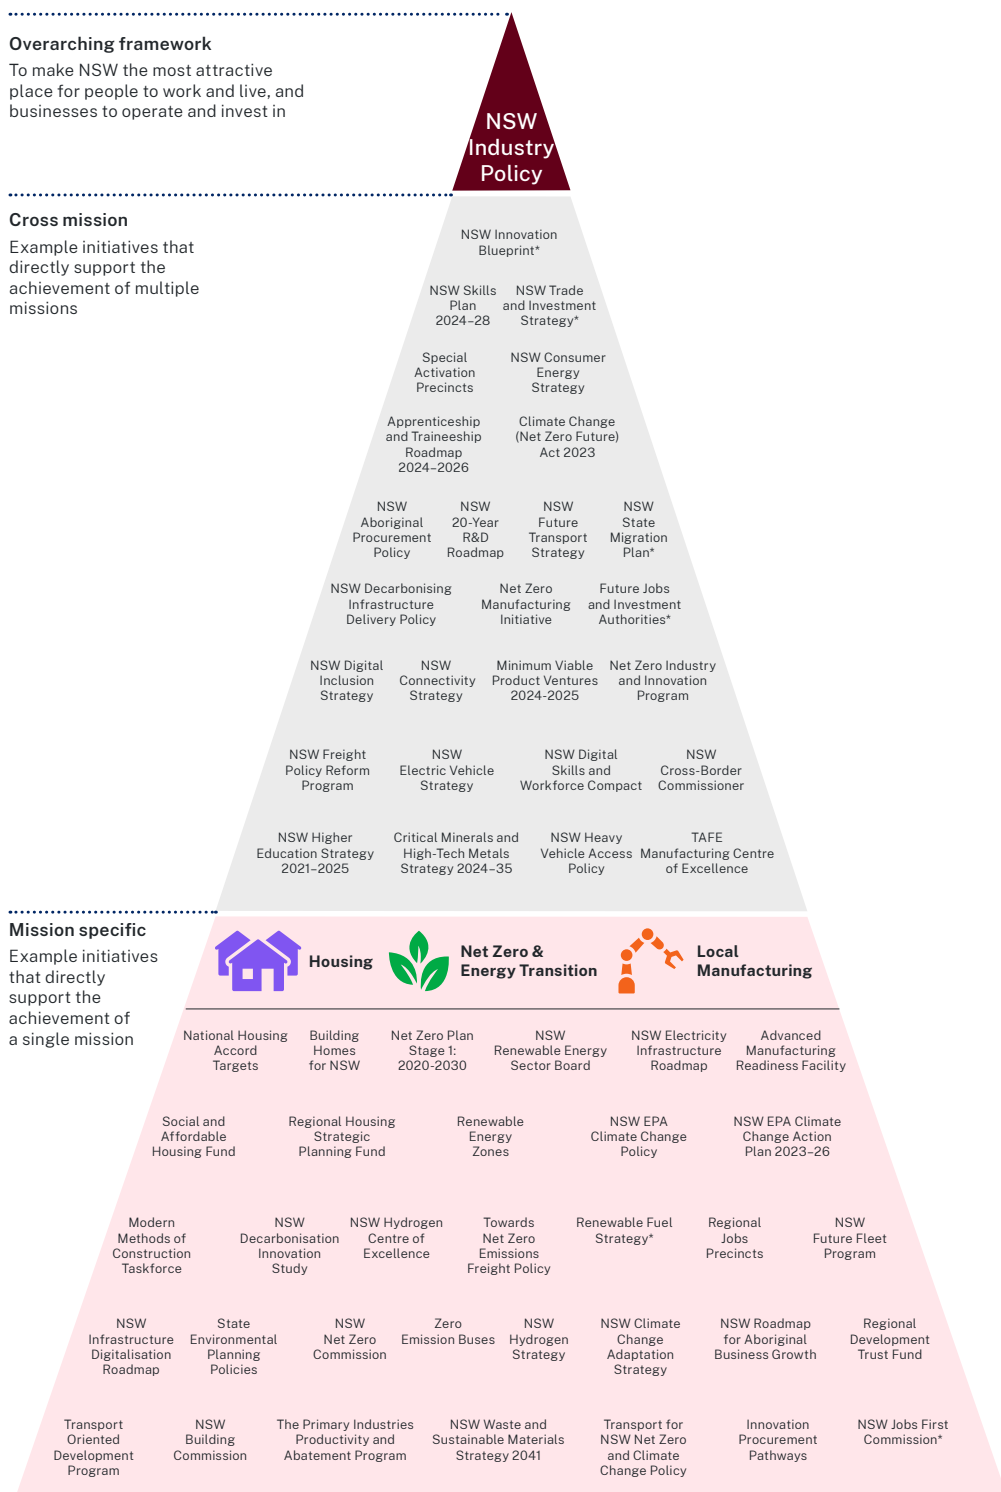 Overarching framework
To make NSW the most attractive
place for people to work and live, and
businesses to operate and invest in
NSW
Industry
Policy
Cross mission
Example initiatives that
directly support the
achievement of multiple
missions
NSW Innovation
Blueprint*
NSW Skills
Plan
2024–28
NSW Trade
and Investment
Strategy*
Special
Activation
Precincts
NSW Consumer
Energy
Strategy
Apprenticeship
and Traineeship
Roadmap
2024–2026
Climate Change
(Net Zero Future)
Act 2023
NSW
Aboriginal
Procurement
Policy
NSW
20-Year
R&D
Roadmap
NSW
Future
Transport
Strategy
NSW
State
Migration
Plan*
NSW Decarbonising
Infrastructure
Delivery Policy
Net Zero
Manufacturing
Initiative
Future Jobs
and Investment
Authorities*
NSW Digital
Inclusion
Strategy
NSW
Connectivity
Strategy
Minimum Viable
Product Ventures
2024-2025
Net Zero Industry
and Innovation
Program
NSW Freight
Policy Reform
Program
NSW
Electric Vehicle
Strategy
NSW Digital
Skills and
Workforce Compact
NSW
Cross-Border
Commissioner
NSW Higher
Education Strategy
2021–2025
Critical Minerals and
High-Tech Metals
Strategy 2024–35
NSW Heavy
Vehicle Access
Policy
TAFE
Manufacturing Centre
of Excellence
Mission specific
Example initiatives
that directly
support the
achievement of
a single mission
Housing
Net Zero &
Energy Transition
Local
Manufacturing
National Housing
Accord
Targets
Building
Homes
for NSW
Net Zero Plan
Stage 1:
2020-2030
NSW
Renewable Energy
Sector Board
NSW Electricity
Infrastructure
Roadmap
Advanced
Manufacturing
Readiness Facility
Social and
Affordable
Housing Fund
Regional Housing
Strategic
Planning Fund
Renewable
Energy
Zones
NSW EPA
Climate Change
Policy
NSW EPA Climate
Change Action
Plan 2023–26
Modern
Methods of
Construction
Taskforce
NSW
Decarbonisation
Innovation
Study
NSW Hydrogen
Centre of
Excellence
Towards
Net Zero
Emissions
Freight Policy
Renewable Fuel
Strategy*
Regional
Jobs
Precincts
NSW
Future Fleet
Program
NSW
Infrastructure
Digitalisation
Roadmap
State
Environmental
Planning
Policies
NSW
Net Zero
Commission
Zero
Emission Buses
NSW
Hydrogen
Strategy
NSW Climate
Change
Adaptation
Strategy
NSW Roadmap
for Aboriginal
Business Growth
Regional
Development
Trust Fund
Transport
Oriented
Development
Program
NSW
Building
Commission
The Primary Industries
Productivity and
Abatement Program
NSW Waste and
Sustainable Materials
Strategy 2041
Transport for
NSW Net Zero
and Climate
Change Policy
Innovation
Procurement
Pathways
NSW Jobs First
Commission*